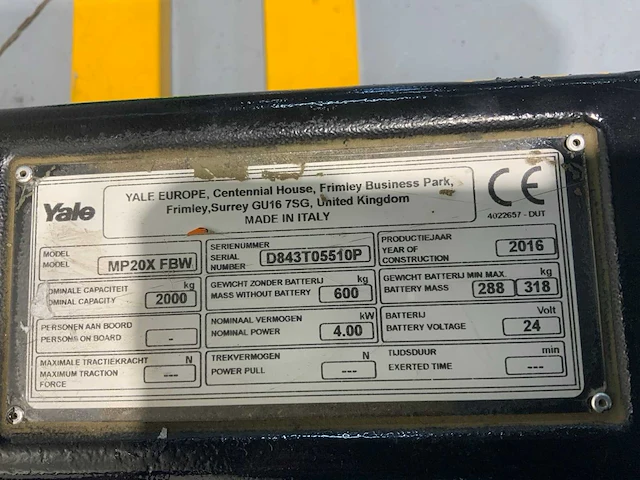 Yale
YALE EUROPE, Centennial House, Frimley Business Park,
Frimley,Surrey GU16 7SG, United Kingdom
MADE IN ITALY
CE
4022657 - DUT
MODEL
MODEL
MP20X FBW
SERIENUMMER
SERIAL
NUMBER
D843T05510P
PRODUCTIEJAAR
YEAR OF
CONSTRUCTION
2016
NOMINALE CAPACITEIT kg
NOMINAL CAPACITY 2000
GEWICHT ZONDER BATTERIJ kg
MASS WITHOUT BATTERY 600
GEWICHT BATTERIJ MIN MAX. kg
BATTERY MASS 288 318
PERSONEN AAN BOORD
PERSONS ON BOARD -
NOMINAAL VERMOGEN kW
NOMINAL POWER 4.00
BATTERIJ Volt
BATTERY VOLTAGE 24
MAXIMALE TRACTIEKRACHT N
MAXIMUM TRACTION
FORCE ---
TREKVERMOGEN N
POWER PULL ---
TIJDSDUUR min
EXERTED TIME ---